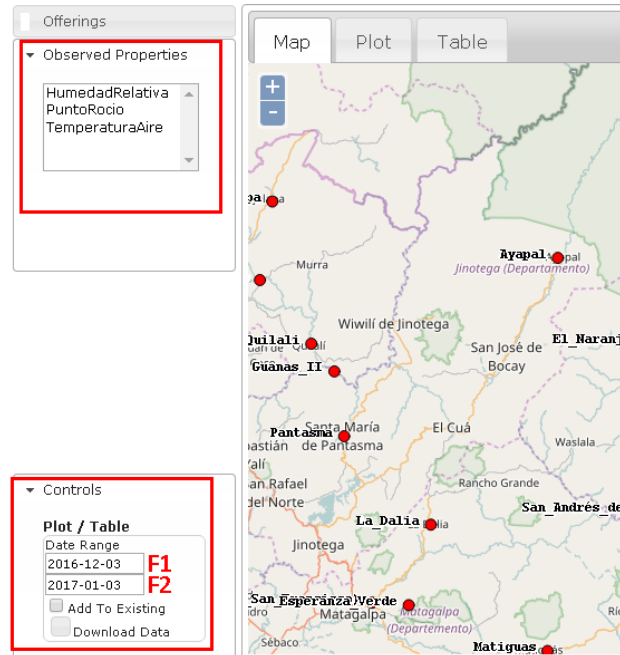 Offerings
Observed Properties
HumedadRelativa
PuntoRocio
TemperaturaAire
Controls
Plot / Table
Date Range
2016-12-03 F1
2017-01-03 F2
Add To Existing
Download Data
Map Plot Table
+
-
Murra
Ayapal
Jinotega (Departamento)
Wiwilí de Jinotega
Quilali
San José de
Bocay
El_Naranj
Guanas_II
Santa María
de Pantasma
Pantasma
El Cuá
Waslala
an Rafael
del Norte
Rancho Grande
San_Andrés_de
La_Dalia
Jinotega
Esperanza
Verde
Matagalpa
Matagalpa
(Departamento)
Sébaco
Matiguas